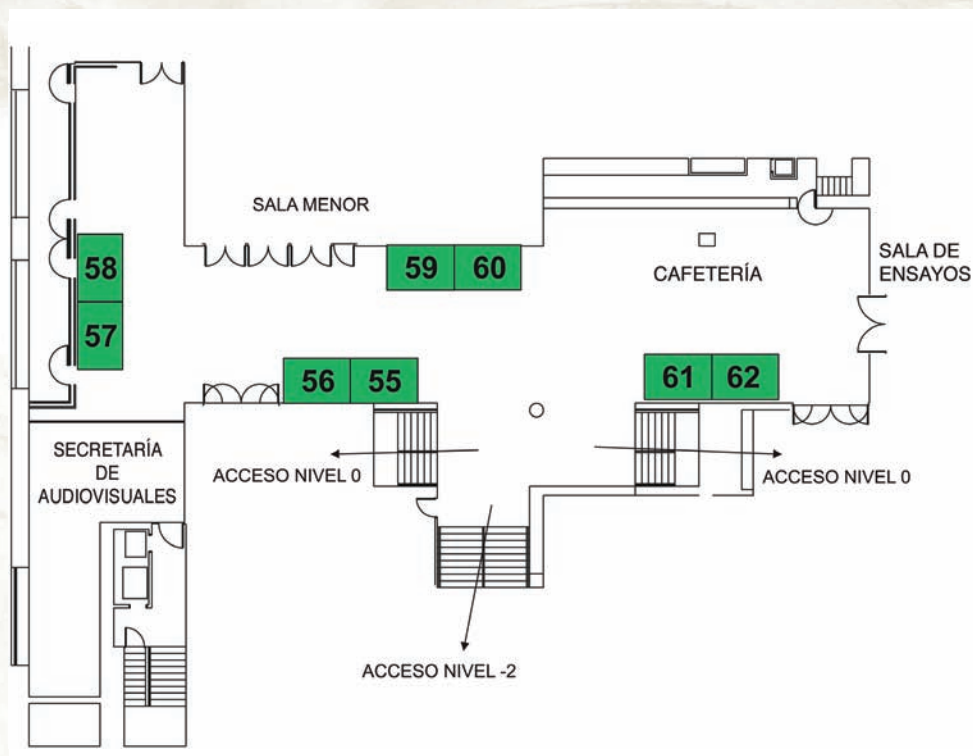 SALA MENOR
58
57
59
60
CAFETERÍA
SALA DE
ENSAYOS
56
55
61
62
SECRETARÍA
DE
AUDIOVISUALES
ACCESO NIVEL 0
ACCESO NIVEL 0
ACCESO NIVEL -2